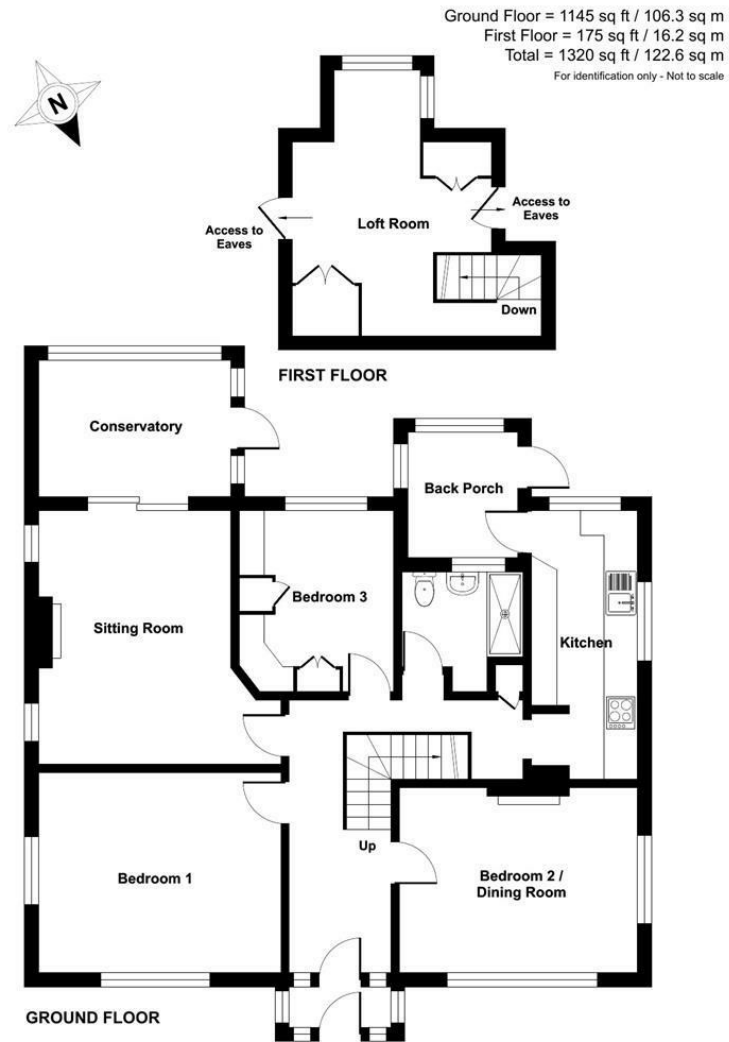 Ground Floor = 1145 sq ft / 106.3 sq m
First Floor = 175 sq ft / 16.2 sq m
Total = 1320 sq ft / 122.6 sq m
For identification only - Not to scale
N
Access to
Eaves
Loft Room
Access to
Eaves
Down
FIRST FLOOR
Conservatory
Back Porch
Bedroom 3
Sitting Room
Kitchen
Up
Bedroom 1
Bedroom 2 /
Dining Room
GROUND FLOOR